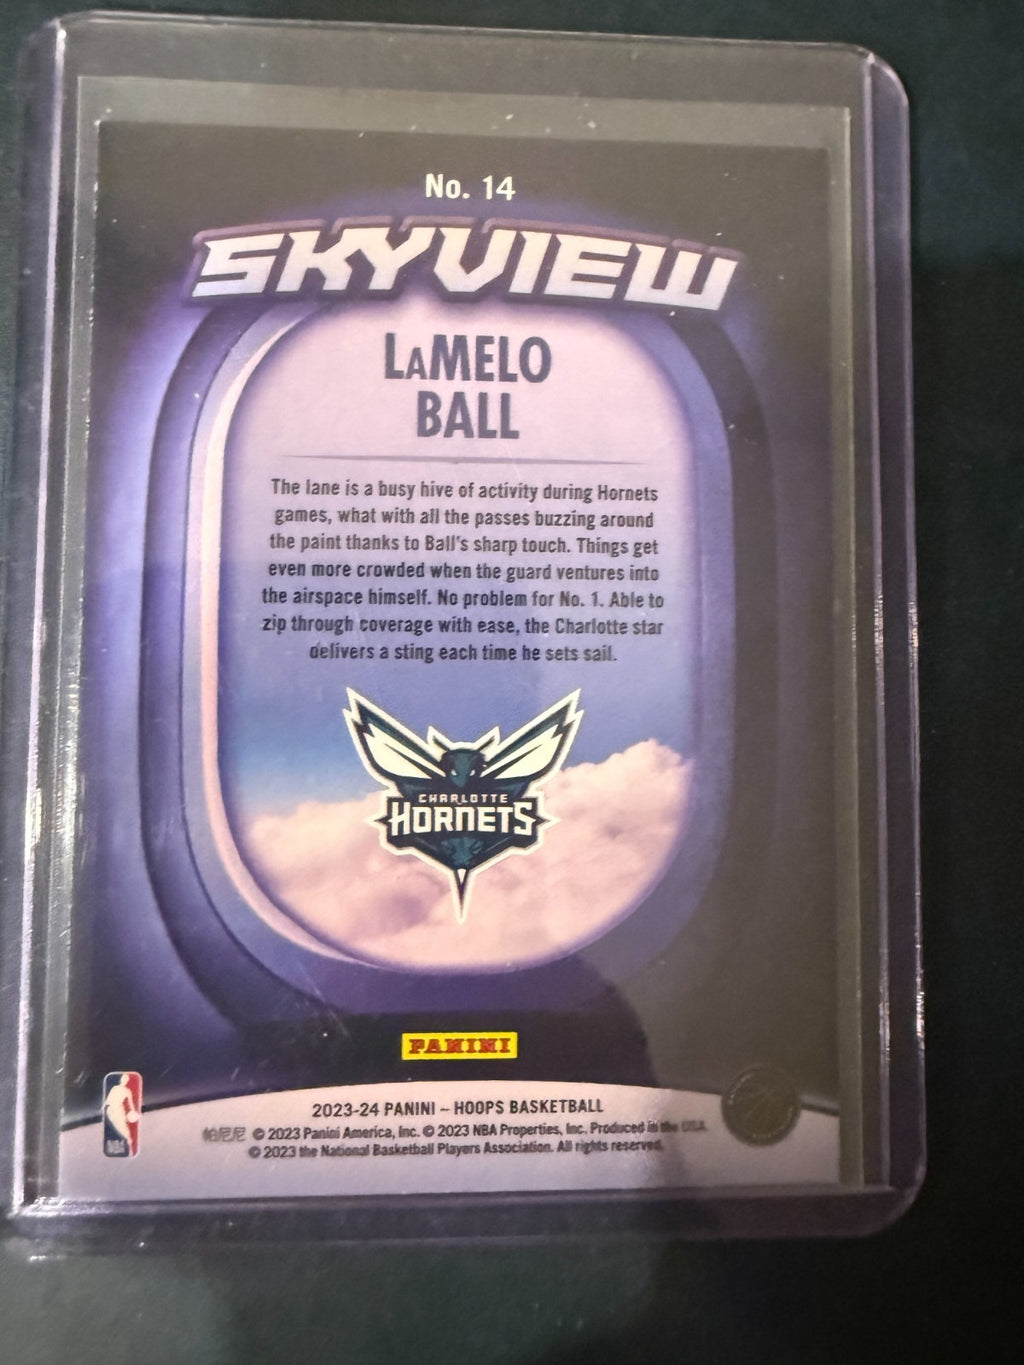 No. 14
SKYVIEW
LaMELO
BALL
The lane is a busy hive of activity during Hornets
games, what with all the passes buzzing around
the paint thanks to Ball's sharp touch. Things get
even more crowded when the guard ventures into
the airspace himself. No problem for No. 1. Able to
zip through coverage with ease, the Charlotte star
delivers a sting each time he sets sail.
CHARLOTTE
HORNETS
PANINI
2023-24 PANINI – HOOPS BASKETBALL
帕尼尼 © 2023 Panini America, Inc. © 2023 NBA Properties, Inc. Produced in the USA.
© 2023 the National Basketball Players Association. All rights reserved.
NBA